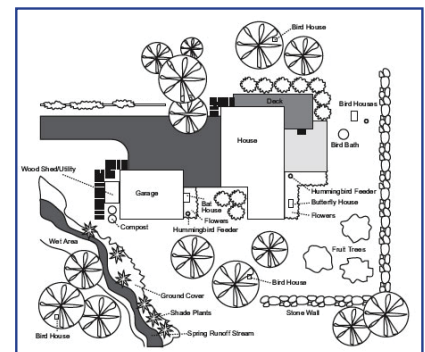 Bird House
Deck
Bird Houses
House
Bird Bath
Wood Shed/Utility
Garage
Bat
House
Hummingbird Feeder
Butterfly House
Flowers
Flowers
Compost
Hummingbird Feeder
Wet Area
Fruit Trees
Bird House
Ground Cover
Shade Plants
Stone Wall
Bird House
Spring Runoff Stream